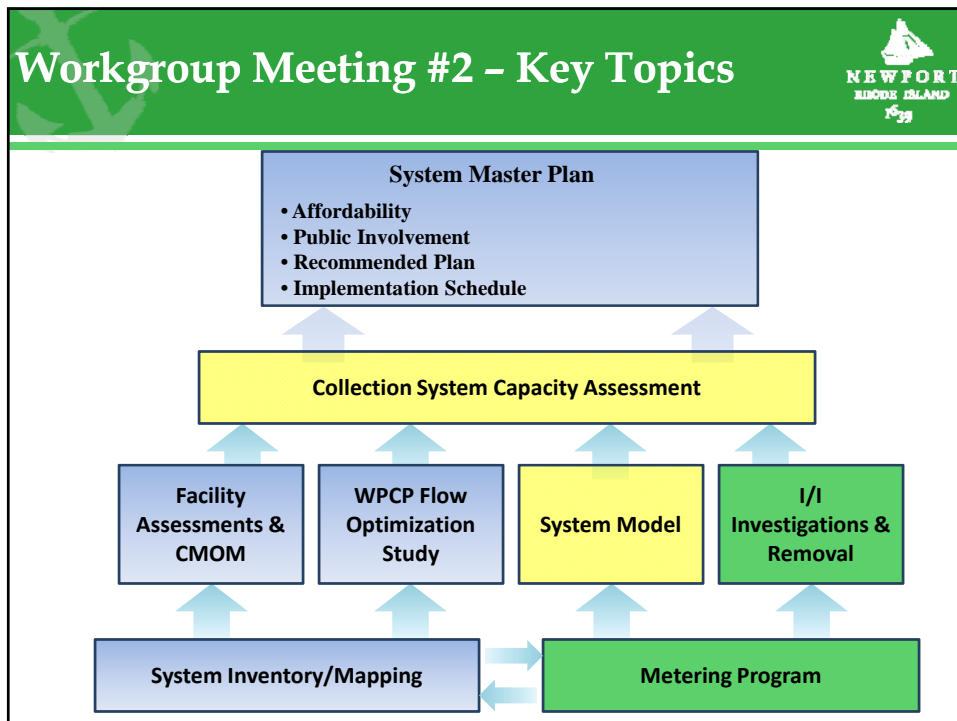 Workgroup Meeting #2 – Key Topics
NEWPORT
RHODE ISLAND
1639
System Master Plan
• Affordability
• Public Involvement
• Recommended Plan
• Implementation Schedule
Collection System Capacity Assessment
Facility
Assessments &
CMOM
WPCP Flow
Optimization
Study
System Model
I/I
Investigations &
Removal
System Inventory/Mapping
Metering Program